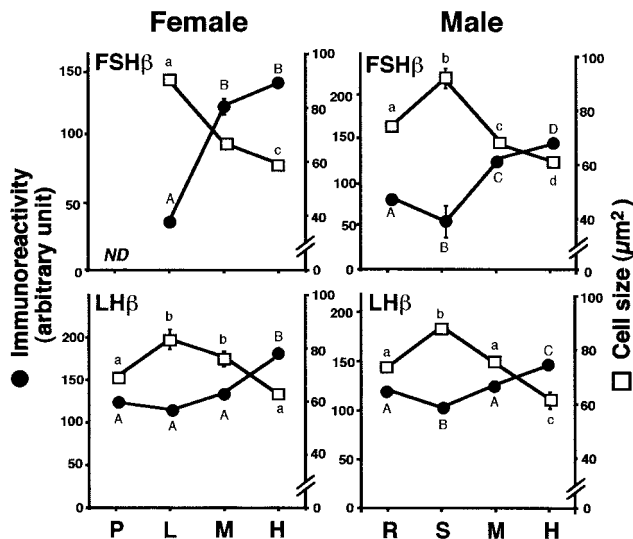 Female Male
FSHβ
150
100
50
0
ND
a
A
B
B
c
100
80
60
40
0
FSHβ
200
150
100
50
0
a
b
c
d
A
B
C
D
100
80
60
40
0
LHβ
200
150
100
50
0
a
b
b
a
A
A
A
B
100
80
60
40
0
P L M H
LHβ
200
150
100
50
0
a
b
a
c
A
B
A
C
100
80
60
40
0
R S M H
Immunoreactivity
(arbitrary unit)
Cell size (μm²)